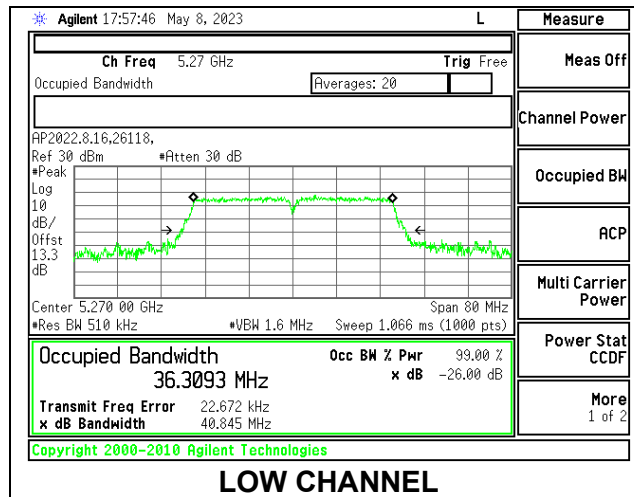 Agilent 17:57:46 May 8, 2023 L
Measure
Ch Freq 5.27 GHz Trig Free
Meas Off
Occupied Bandwidth Averages: 20
Channel Power
AP2022.8.16,26118,
Ref 30 dBm #Atten 30 dB
#Peak
Log
10
dB/
Offst
13.3
dB
Occupied BW
ACP
Multi Carrier
Power
Center 5.270 00 GHz Span 80 MHz
#Res BW 510 kHz #VBW 1.6 MHz Sweep 1.066 ms (1000 pts)
Power Stat
CCDF
Occupied Bandwidth Occ BW % Pwr 99.00 %
36.3093 MHz x dB -26.00 dB
Transmit Freq Error 22.672 kHz
x dB Bandwidth 40.845 MHz
More
1 of 2
Copyright 2000-2010 Agilent Technologies
LOW CHANNEL